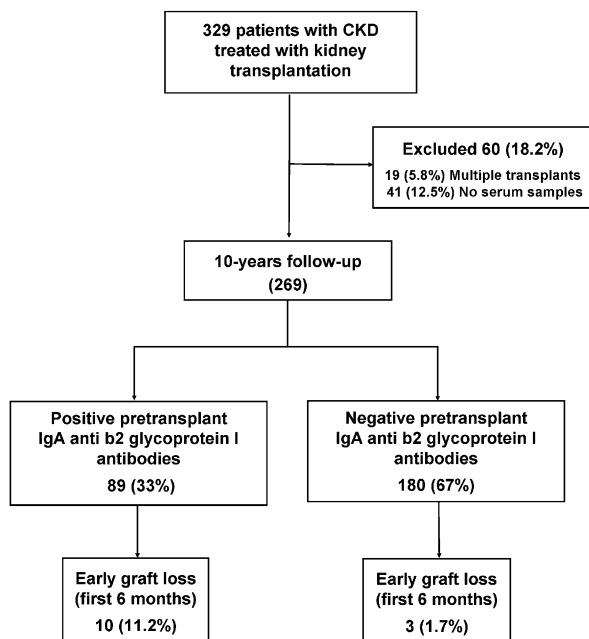 329 patients with CKD
treated with kidney
transplantation
Excluded 60 (18.2%)
19 (5.8%) Multiple transplants
41 (12.5%) No serum samples
10-years follow-up
(269)
Positive pretransplant
IgA anti b2 glycoprotein I
antibodies
89 (33%)
Negative pretransplant
IgA anti b2 glycoprotein I
antibodies
180 (67%)
Early graft loss
(first 6 months)
10 (11.2%)
Early graft loss
(first 6 months)
3 (1.7%)